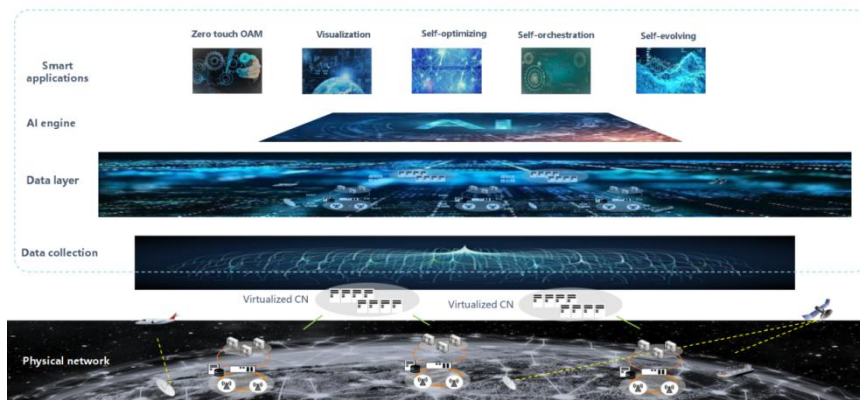 Zero touch OAM
Visualization
Self-optimizing
Self-orchestration
Self-evolving
Smart
applications
AI engine
Data layer
Data collection
Virtualized CN
Virtualized CN
Physical network